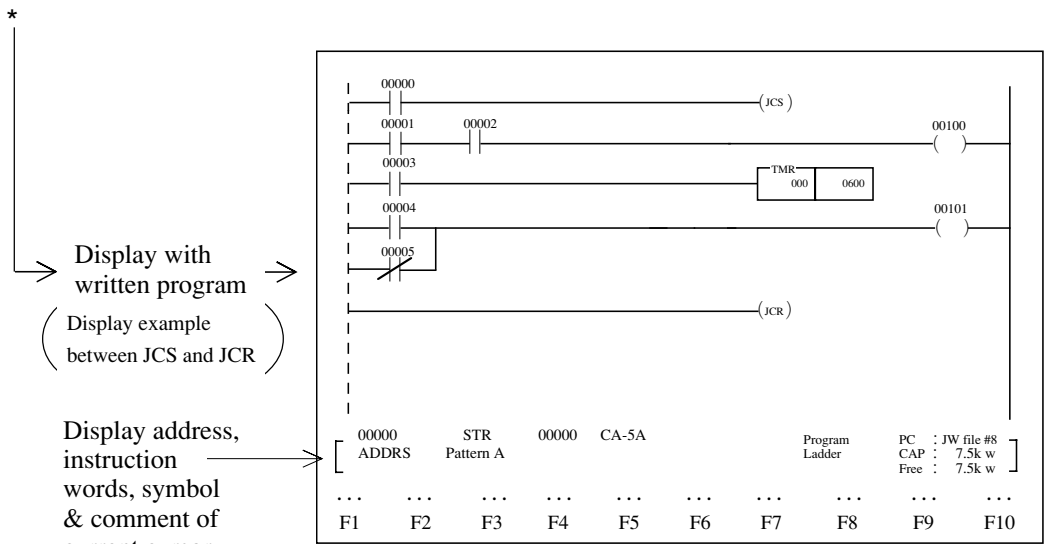 *
00000
(JCS)
00001 00002 00100
( )
00003
TMR
000 0600
00004 00101
( )
00005
(JCR)
Display with
written program
Display example
between JCS and JCR
Display address,
instruction
words, symbol
& comment of
00000 STR 00000 CA-5A
ADDRS Pattern A
Program
Ladder
PC : JW file #8
CAP : 7.5k w
Free : 7.5k w
... ... ... ... ... ... ... ... ... ...
F1 F2 F3 F4 F5 F6 F7 F8 F9 F10